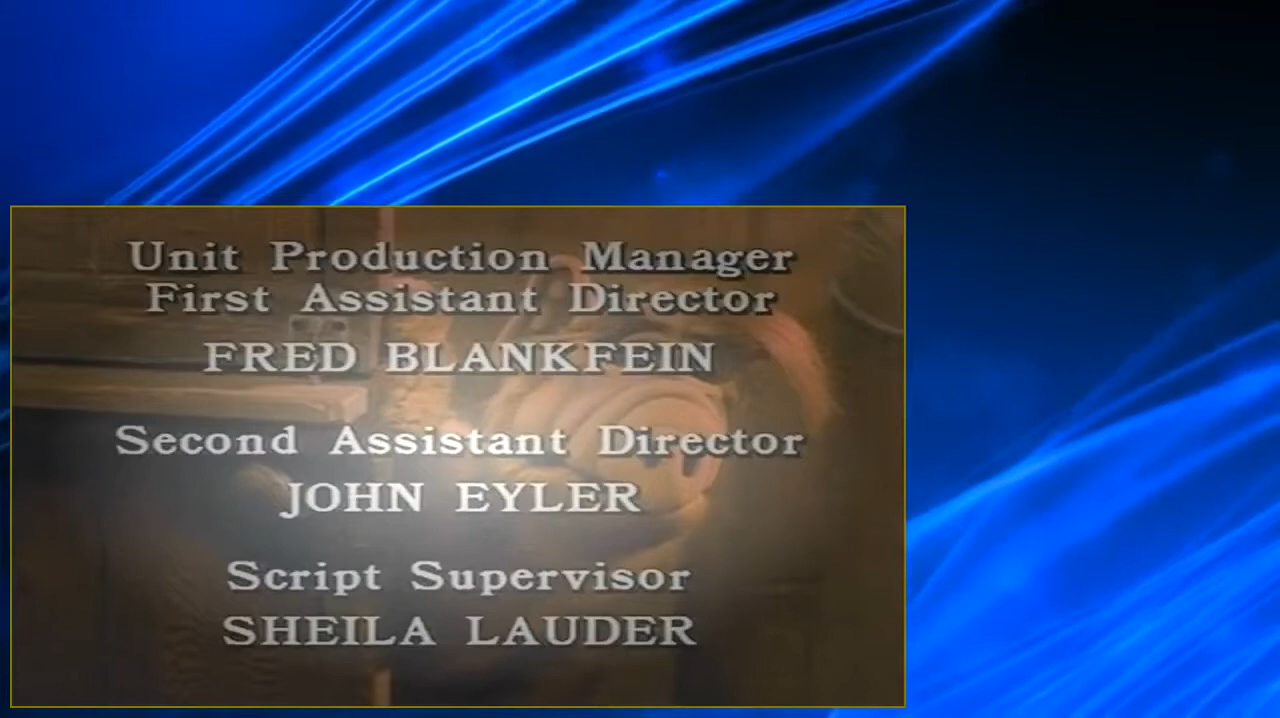 Unit Production Manager
First Assistant Director
FRED BLANKFEIN
Second Assistant Director
JOHN EYLER
Script Supervisor
SHEILA LAUDER